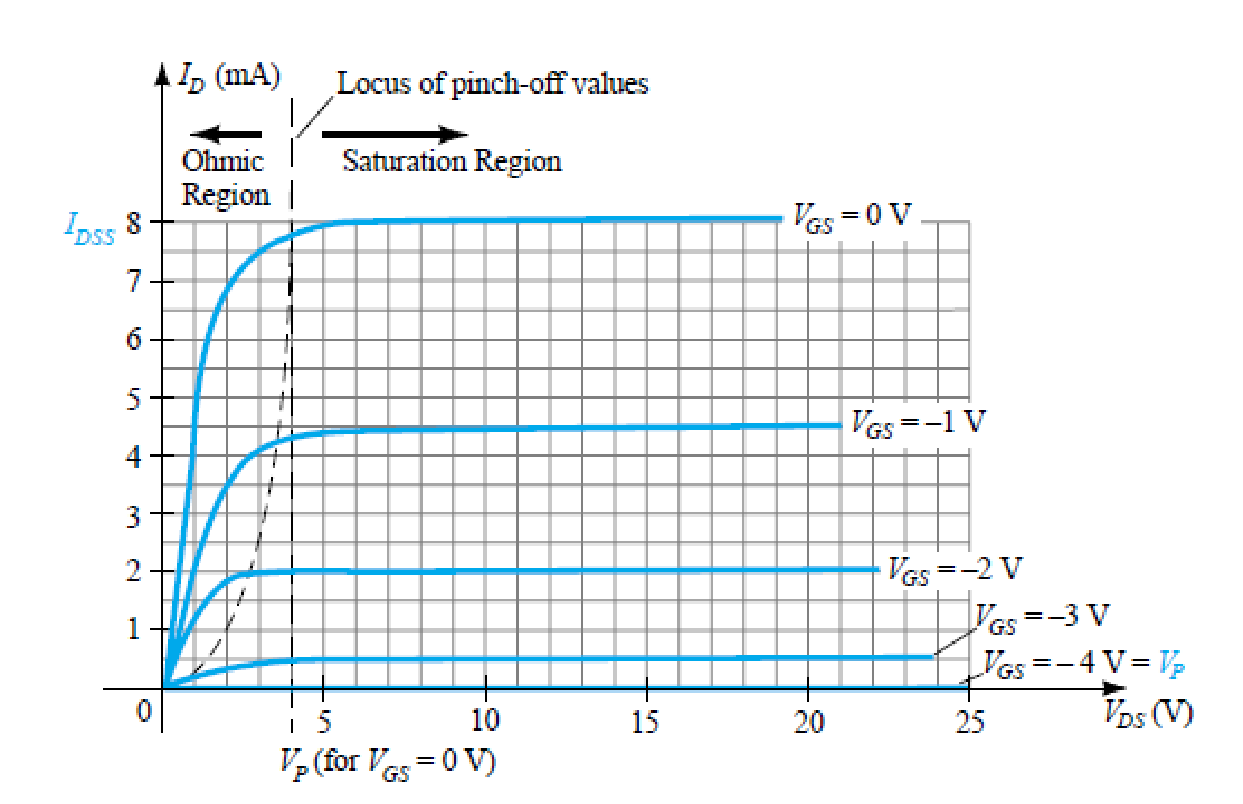 I_D (mA)
Locus of pinch-off values
Ohmic
Region
Saturation Region
I_DSS
8
V_GS = 0 V
7
6
5
V_GS = –1 V
4
3
2
V_GS = –2 V
V_GS = –3 V
1
V_GS = – 4 V = V_P
0
5
10
15
20
25
V_DS (V)
V_P (for V_GS = 0 V)